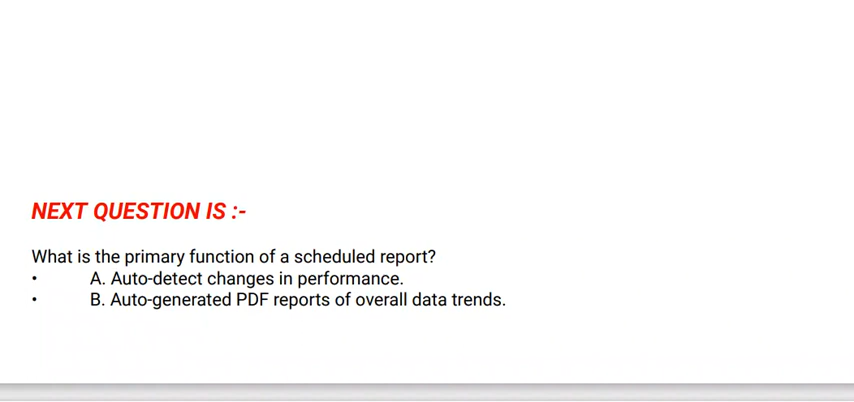 NEXT QUESTION IS :-
What is the primary function of a scheduled report?
• A. Auto-detect changes in performance.
• B. Auto-generated PDF reports of overall data trends.